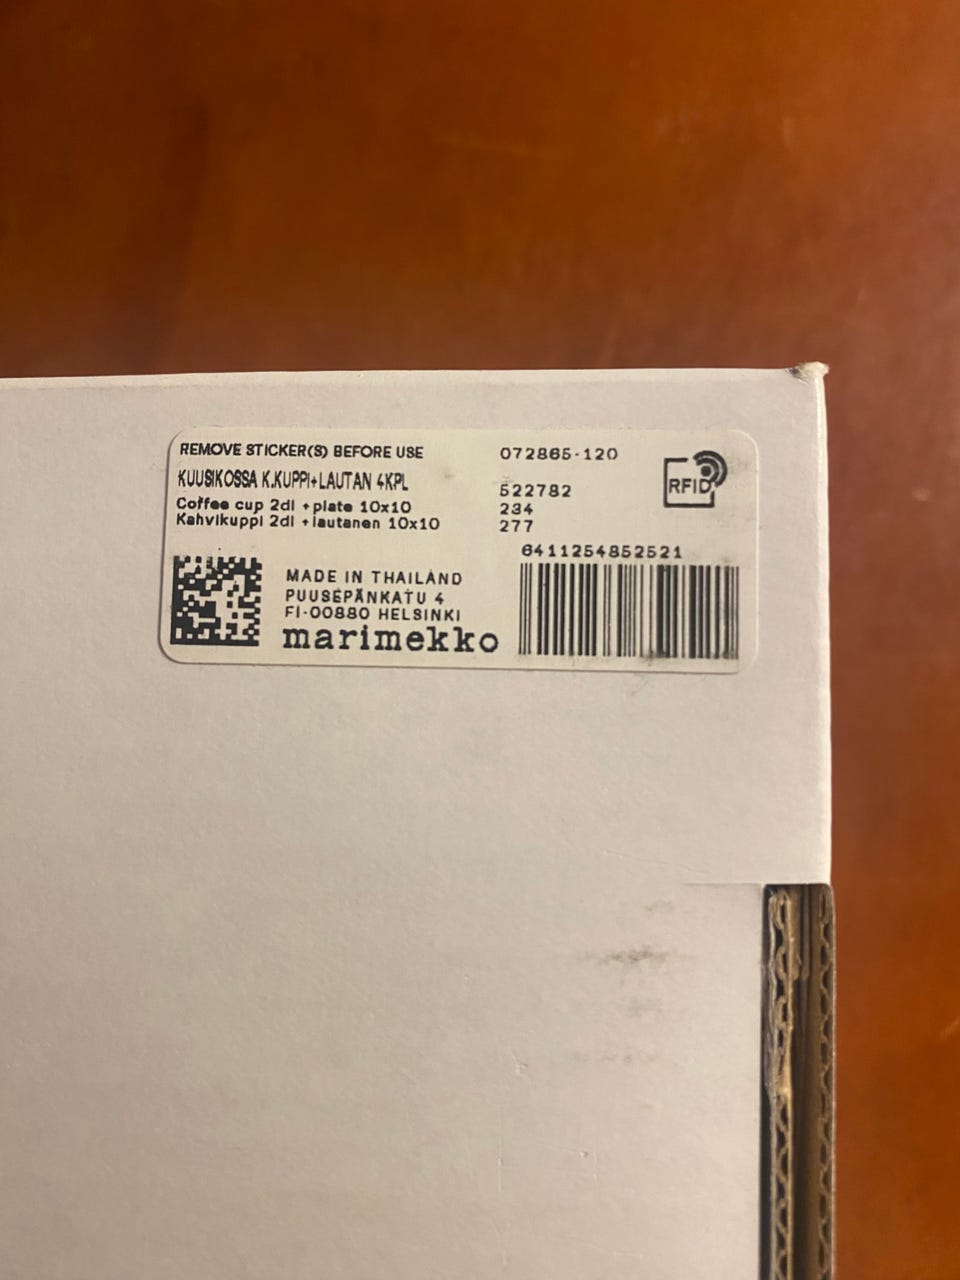 REMOVE STICKER(S) BEFORE USE
KUUSIKOSSA K.KUPPI+LAUTAN 4KPL
Coffee cup 2dl +plate 10x10
Kahvikuppi 2dl +lautanen 10x10
072865-120
522782
234
277
RFID
6411254852521
MADE IN THAILAND
PUUSEPÄNKATU 4
FI-00880 HELSINKI
marimekko